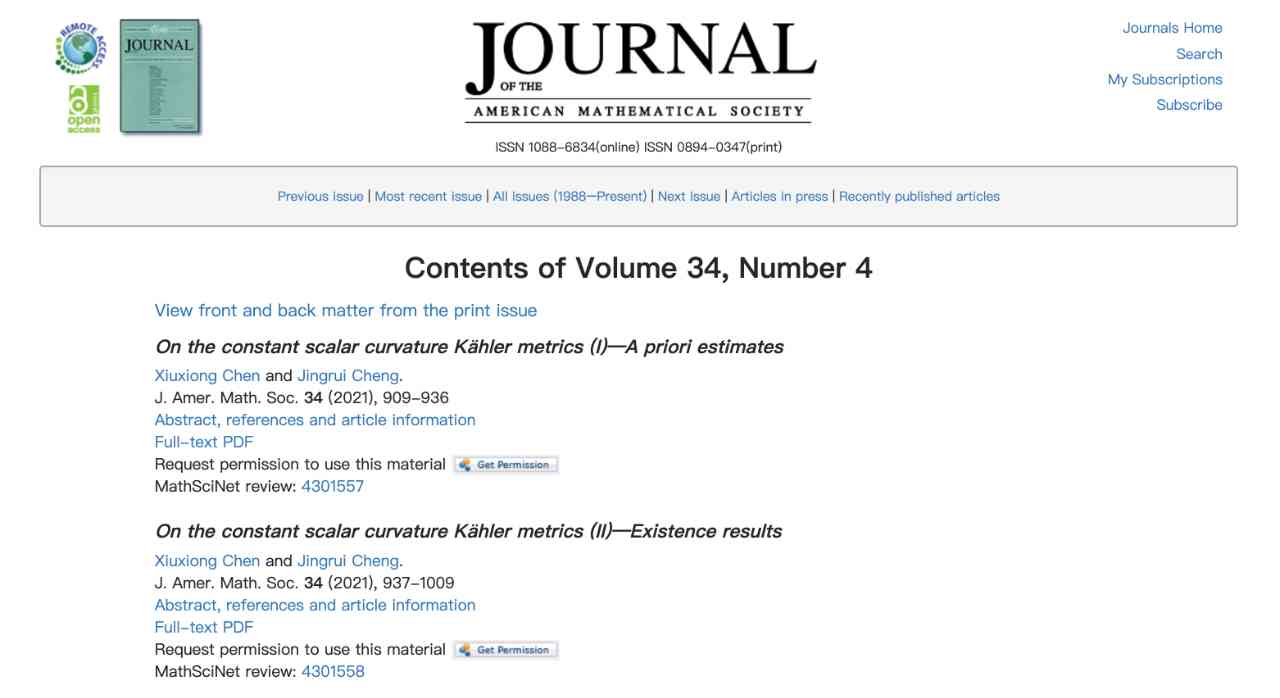 REMOTE ACCESS
JOURNAL
open
access
JOURNAL
OF THE
AMERICAN MATHEMATICAL SOCIETY
ISSN 1088-6834(online) ISSN 0894-0347(print)
Journals Home
Search
My Subscriptions
Subscribe
Previous issue | Most recent issue | All Issues (1988—Present) | Next issue | Articles in press | Recently published articles
Contents of Volume 34, Number 4
View front and back matter from the print issue
On the constant scalar curvature Kähler metrics (I)—A priori estimates
Xiuxiong Chen and Jingrui Cheng.
J. Amer. Math. Soc. 34 (2021), 909-936
Abstract, references and article information
Full-text PDF
Request permission to use this material Get Permission
MathSciNet review: 4301557
On the constant scalar curvature Kähler metrics (II)—Existence results
Xiuxiong Chen and Jingrui Cheng.
J. Amer. Math. Soc. 34 (2021), 937-1009
Abstract, references and article information
Full-text PDF
Request permission to use this material Get Permission
MathSciNet review: 4301558